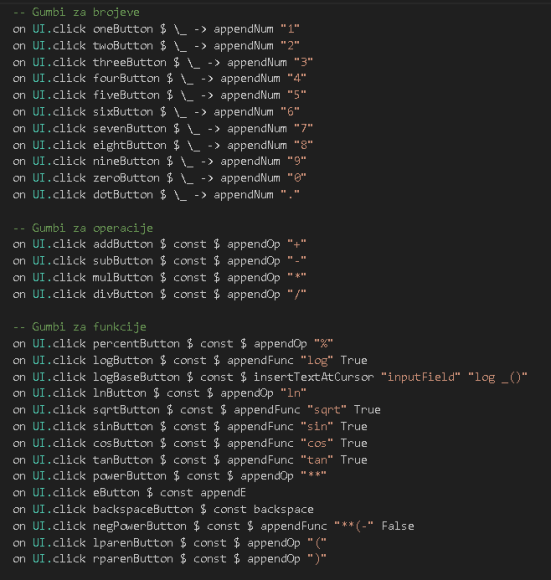 -- Gumbi za brojeve
on UI.click oneButton $ \_ -> appendNum "1"
on UI.click twoButton $ \_ -> appendNum "2"
on UI.click threeButton $ \_ -> appendNum "3"
on UI.click fourButton $ \_ -> appendNum "4"
on UI.click fiveButton $ \_ -> appendNum "5"
on UI.click sixButton $ \_ -> appendNum "6"
on UI.click sevenButton $ \_ -> appendNum "7"
on UI.click eightButton $ \_ -> appendNum "8"
on UI.click nineButton $ \_ -> appendNum "9"
on UI.click zeroButton $ \_ -> appendNum "0"
on UI.click dotButton $ \_ -> appendNum "."
-- Gumbi za operacije
on UI.click addButton $ const $ appendOp "+"
on UI.click subButton $ const $ appendOp "-"
on UI.click mulButton $ const $ appendOp "*"
on UI.click divButton $ const $ appendOp "/"
-- Gumbi za funkcije
on UI.click percentButton $ const $ appendOp "%"
on UI.click logButton $ const $ appendFunc "log" True
on UI.click logBaseButton $ const $ insertTextAtCursor "inputField" "log _()"
on UI.click lnButton $ const $ appendOp "ln"
on UI.click sqrtButton $ const $ appendFunc "sqrt" True
on UI.click sinButton $ const $ appendFunc "sin" True
on UI.click cosButton $ const $ appendFunc "cos" True
on UI.click tanButton $ const $ appendFunc "tan" True
on UI.click powerButton $ const $ appendOp "**"
on UI.click eButton $ const appendE
on UI.click backspaceButton $ const backspace
on UI.click negPowerButton $ const $ appendFunc "**(-" False
on UI.click lparenButton $ const $ appendOp "("
on UI.click rparenButton $ const $ appendOp ")"